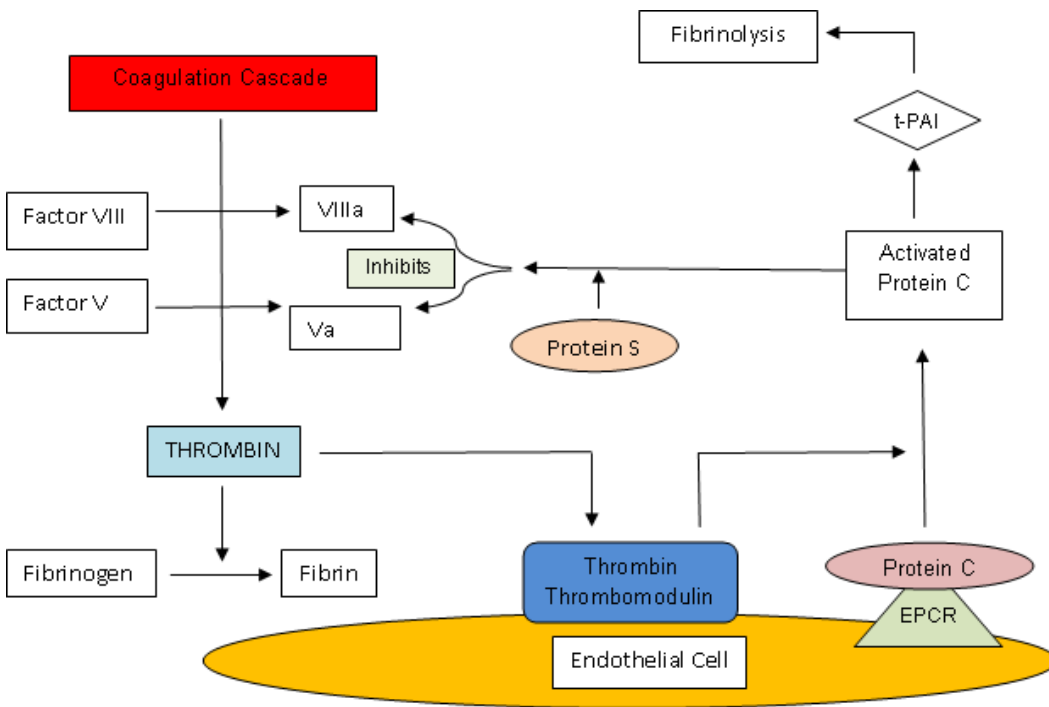 Fibrinolysis
Coagulation Cascade
t-PAI
Factor VIII
VIIIa
Activated
Protein C
Inhibits
Factor V
Va
Protein S
THROMBIN
Fibrinogen
Fibrin
Thrombin
Thrombomodulin
Protein C
EPCR
Endothelial Cell